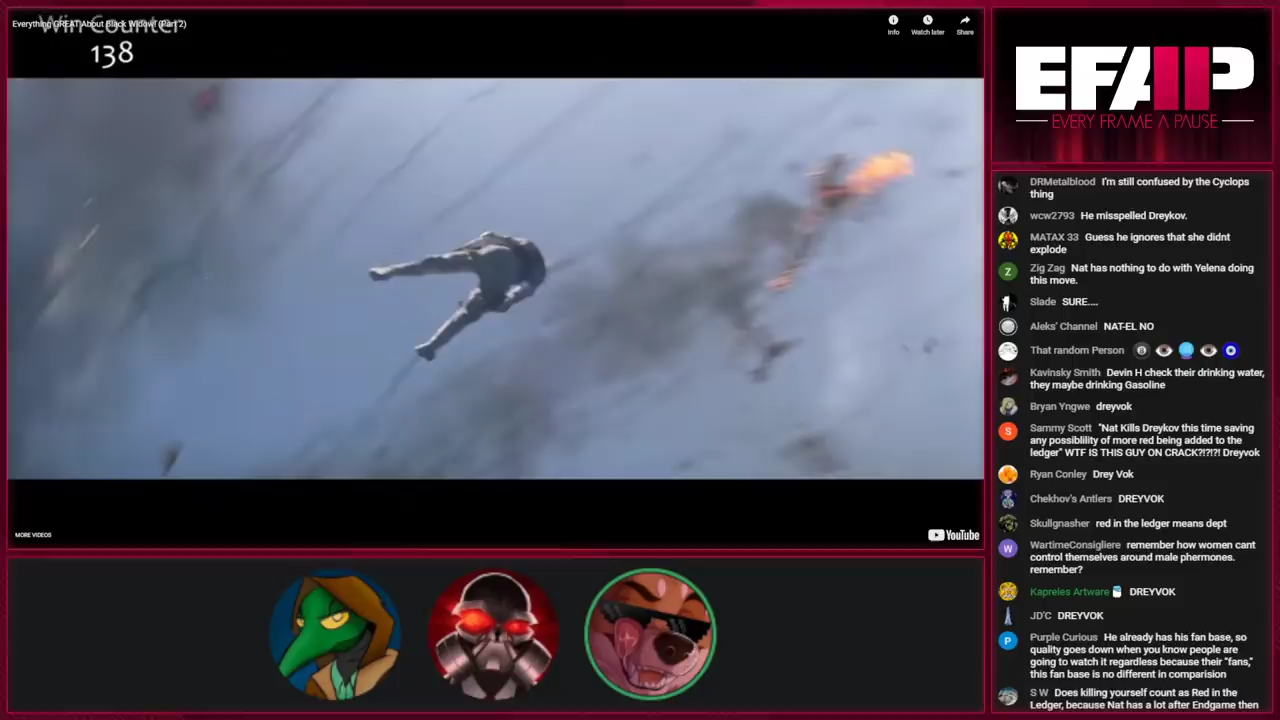 Everything GREAT About Black Widow! (Part 2)
Win Counter
138
Info
Watch later
Share
MORE VIDEOS
YouTube
EFAP
EVERY FRAME A PAUSE
DRMetalblood I'm still confused by the Cyclops
thing
wcw2793 He misspelled Dreykov.
MATAX 33 Guess he ignores that she didnt
explode
Z
Zig Zag Nat has nothing to do with Yelena doing
this move.
Slade SURE....
Aleks' Channel NAT-EL NO
That random Person
Kavinsky Smith Devin H check their drinking water,
they maybe drinking Gasoline
Bryan Yngwe dreyvok
S
Sammy Scott "Nat Kills Dreykov this time saving
any possiblility of more red being added to the
ledger" WTF IS THIS GUY ON CRACK?!?!?! Dreyvok
Ryan Conley Drey Vok
Chekhov's Antlers DREYVOK
Skullgnasher red in the ledger means dept
W
WartimeConsigliere remember how women cant
control themselves around male phermones.
remember?
Kapreles Artware DREYVOK
JD'C DREYVOK
P
Purple Curious He already has his fan base, so
quality goes down when you know people are
going to watch it regardless because their "fans,"
this fan base is no different in comparision
S W Does killing yourself count as Red in the
Ledger, because Nat has a lot after Endgame then